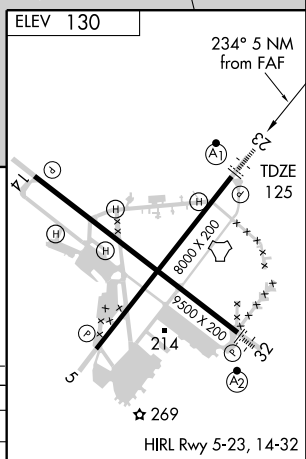 ELEV 130
234° 5 NM
from FAF
A1
23
TDZE
125
P
14
P
H
H
H
H
8000 X 200
9500 X 200
P
214
P
32
5
A2
269
HIRL Rwy 5-23, 14-32